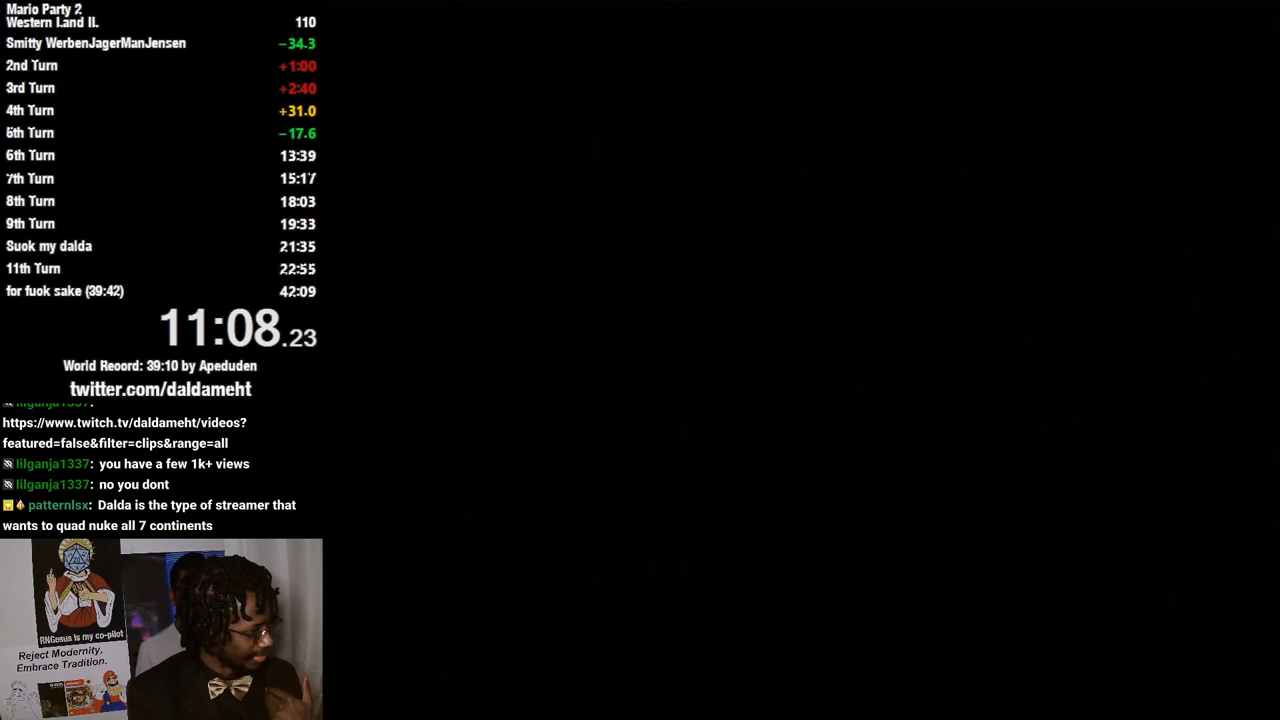 Mario Party 2
Western Land II. 110
Smitty WerbenJagerManJensen -34.3
2nd Turn +1:00
3rd Turn +2:40
4th Turn +31.0
5th Turn -17.6
6th Turn 13:39
7th Turn 15:17
8th Turn 18:03
9th Turn 19:33
Suok my dalda 21:35
11th Turn 22:55
for fuok sake (39:42) 42:09
11:08.23
World Reoord: 39:10 by Apeduden
twitter.com/daldameht
lilganja1337:
https://www.twitch.tv/daldameht/videos?
featured=false&filter=clips&range=all
lilganja1337: you have a few 1k+ views
lilganja1337: no you dont
patternlsx: Dalda is the type of streamer that
wants to quad nuke all 7 continents
RNGesus is my co-pilot
Reject Modernity,
Embrace Tradition.